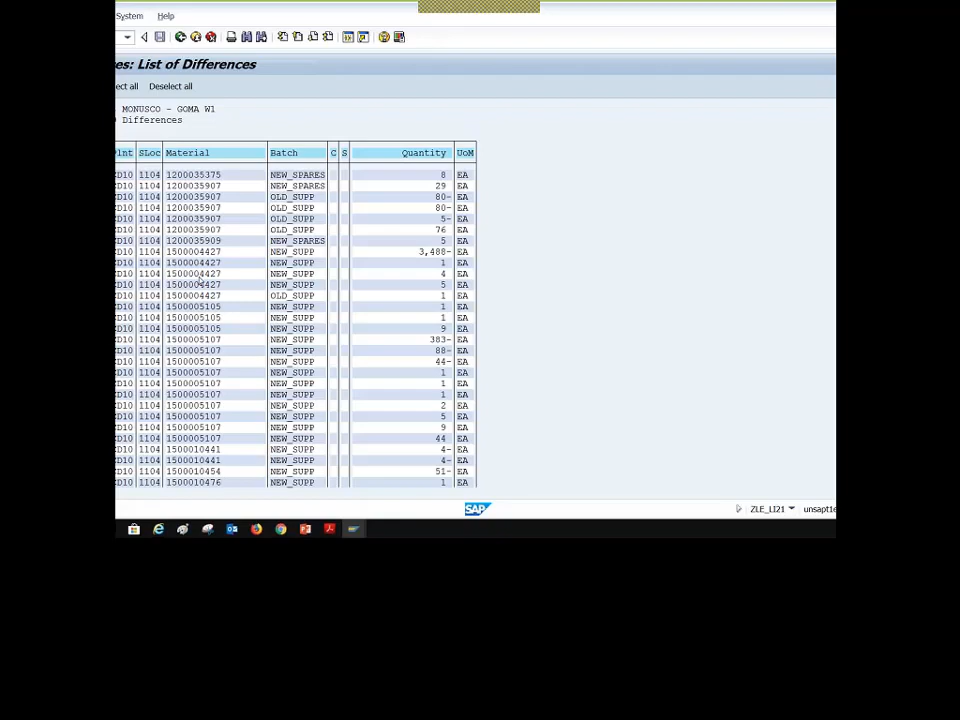 System Help
es: List of Differences
ect all Deselect all
MONUSCO - GOMA W1
Differences
lnt SLoc Material Batch C S Quantity UoM
D10 1104 1200035375 NEW_SPARES 8 EA
D10 1104 1200035907 NEW_SPARES 29 EA
D10 1104 1200035907 OLD_SUPP 80- EA
D10 1104 1200035907 OLD_SUPP 80- EA
D10 1104 1200035907 OLD_SUPP 5- EA
D10 1104 1200035907 OLD_SUPP 76 EA
D10 1104 1200035909 NEW_SPARES 5 EA
D10 1104 1500004427 NEW_SUPP 3,488- EA
D10 1104 1500004427 NEW_SUPP 1 EA
D10 1104 1500004427 NEW_SUPP 4 EA
D10 1104 1500004427 NEW_SUPP 5 EA
D10 1104 1500004427 OLD_SUPP 1 EA
D10 1104 1500005105 NEW_SUPP 1 EA
D10 1104 1500005105 NEW_SUPP 1 EA
D10 1104 1500005105 NEW_SUPP 9 EA
D10 1104 1500005107 NEW_SUPP 383- EA
D10 1104 1500005107 NEW_SUPP 88- EA
D10 1104 1500005107 NEW_SUPP 44- EA
D10 1104 1500005107 NEW_SUPP 1 EA
D10 1104 1500005107 NEW_SUPP 1 EA
D10 1104 1500005107 NEW_SUPP 1 EA
D10 1104 1500005107 NEW_SUPP 2 EA
D10 1104 1500005107 NEW_SUPP 5 EA
D10 1104 1500005107 NEW_SUPP 9 EA
D10 1104 1500005107 NEW_SUPP 44 EA
D10 1104 1500010441 NEW_SUPP 4- EA
D10 1104 1500010441 NEW_SUPP 4- EA
D10 1104 1500010454 NEW_SUPP 51- EA
D10 1104 1500010476 NEW_SUPP 1 EA
SAP ZLE_LI21 unsapt1e